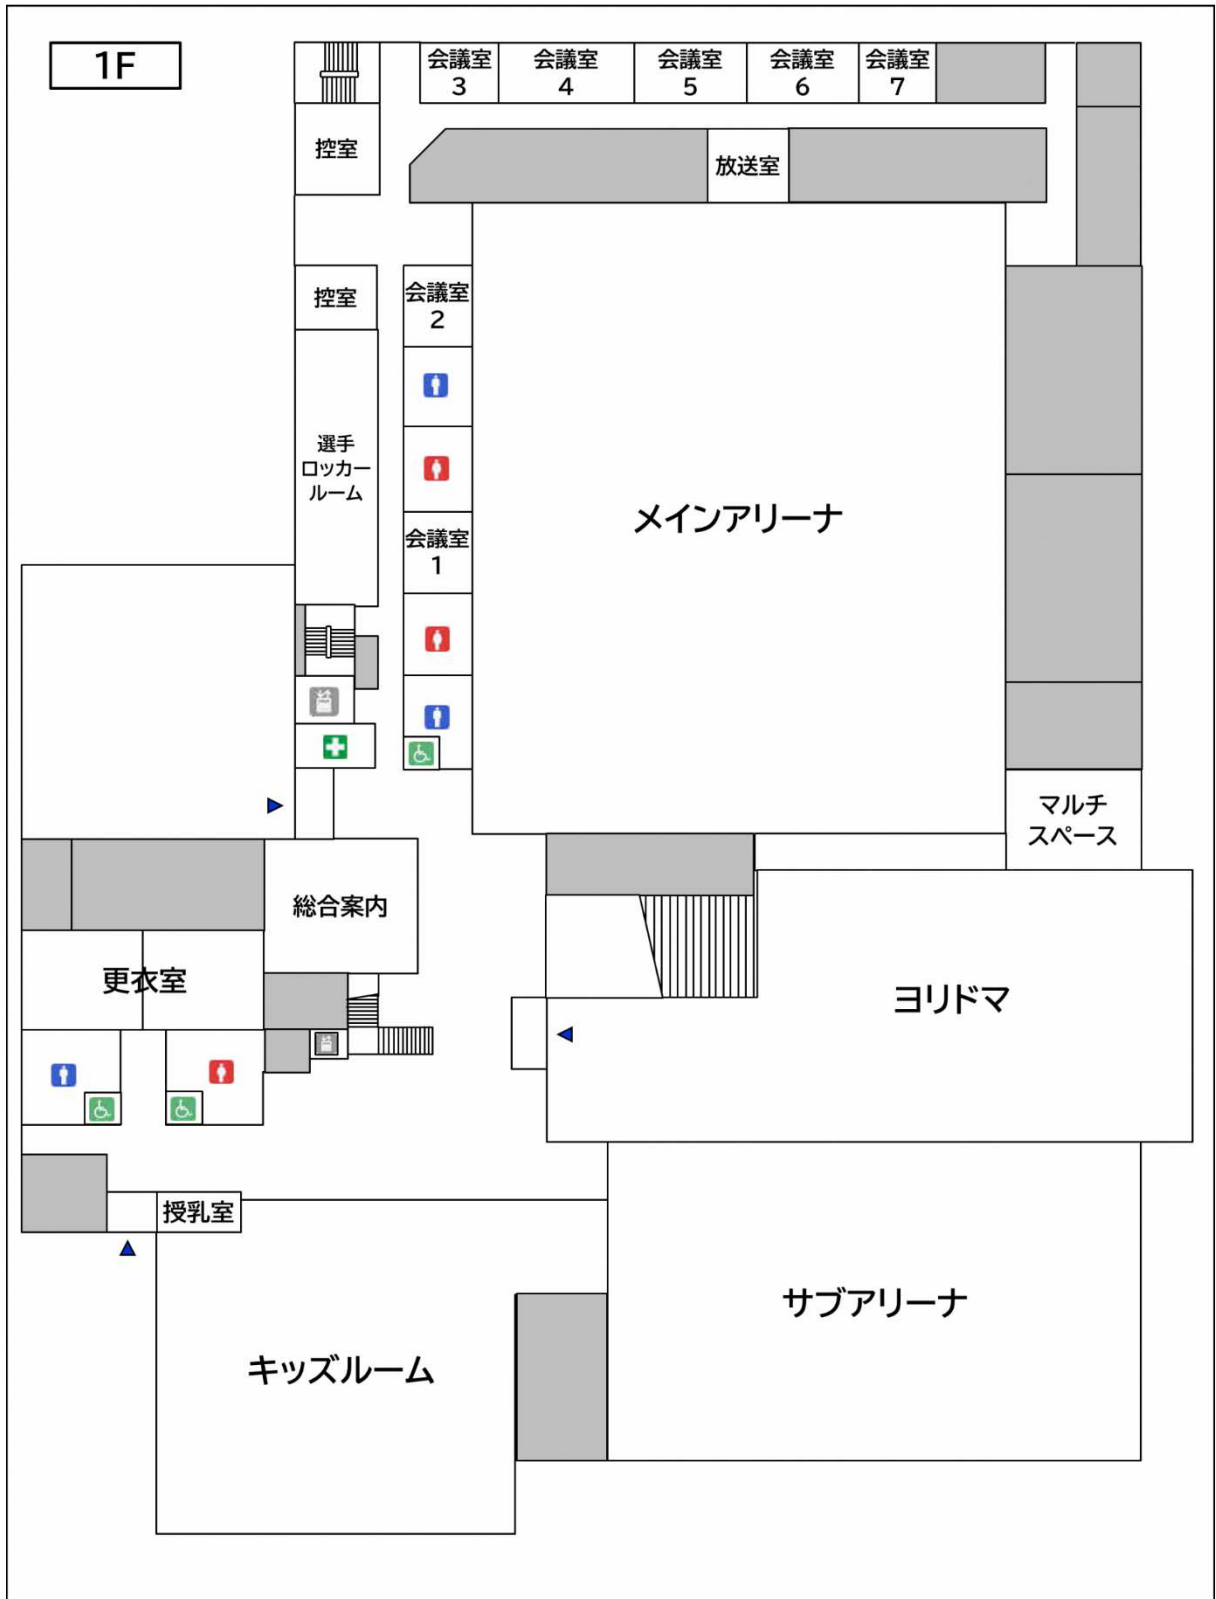 1F
会議室
3
会議室
4
会議室
5
会議室
6
会議室
7
控室
放送室
控室
会議室
2
選手
ロッカー
ルーム
メインアリーナ
会議室
1
マルチ
スペース
総合案内
更衣室
ヨリドマ
授乳室
サブアリーナ
キッズルーム